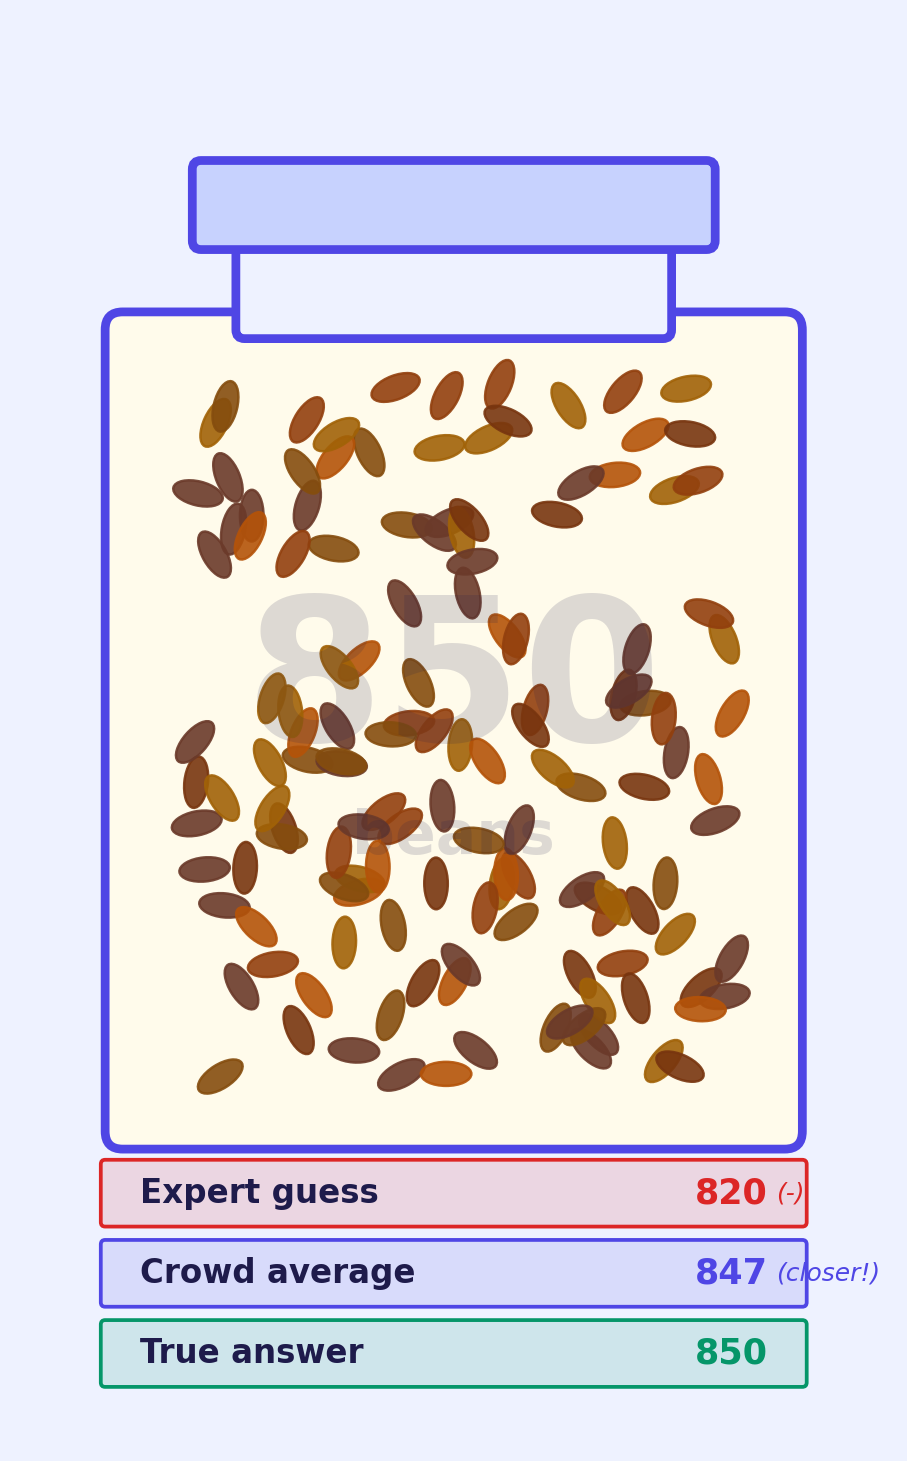 850
beans
Expert guess 820 (-)
Crowd average 847 (closer!)
True answer 850